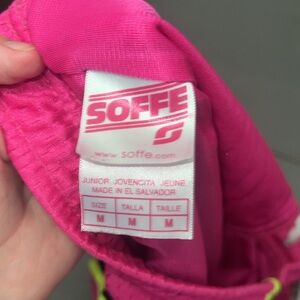 SOFFE
www.soffe.com
JUNIOR JOVENCITA JEUNE
MADE IN EL SALVADOR
SIZE TALLA TAILLE
M M M